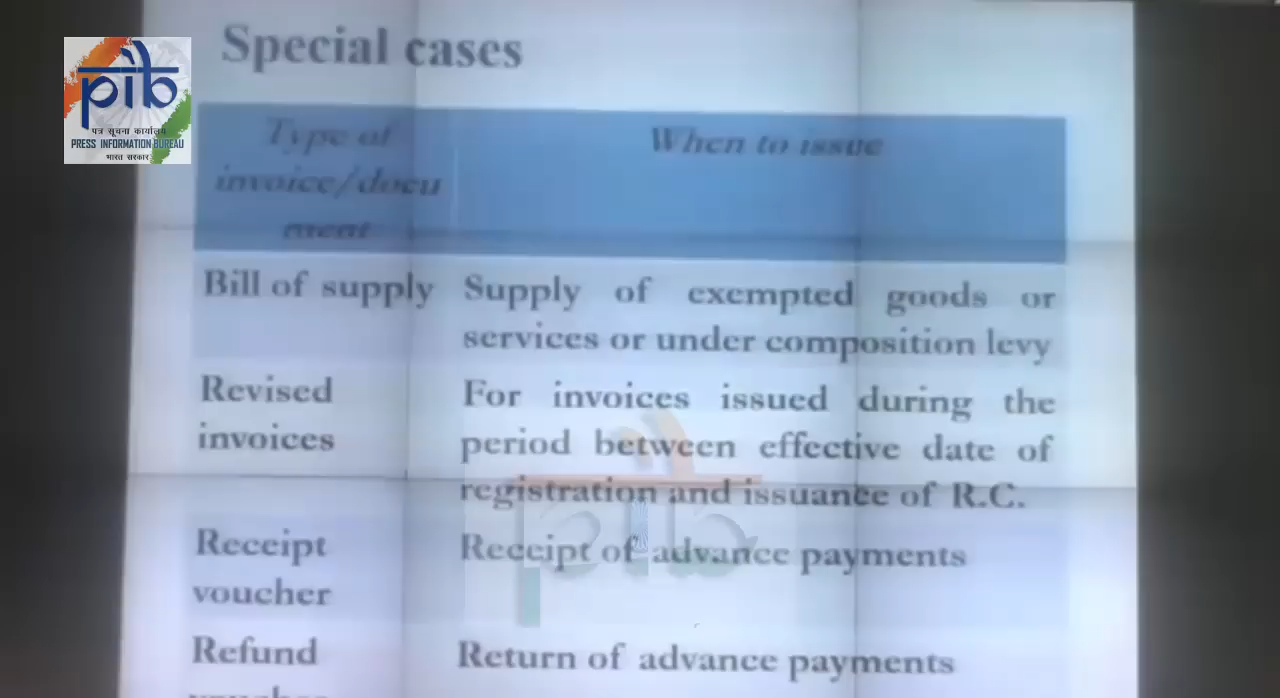 Special cases
pib
पत्र सूचना कार्यालय
PRESS INFORMATION BUREAU
भारत सरकार
Type of
invoice/docu
ment
When to issue
Bill of supply
Supply of exempted goods or
services or under composition levy
Revised
invoices
For invoices issued during the
period between effective date of
registration and issuance of R.C.
Receipt
voucher
Receipt of advance payments
pib
Refund
voucher
Return of advance payments